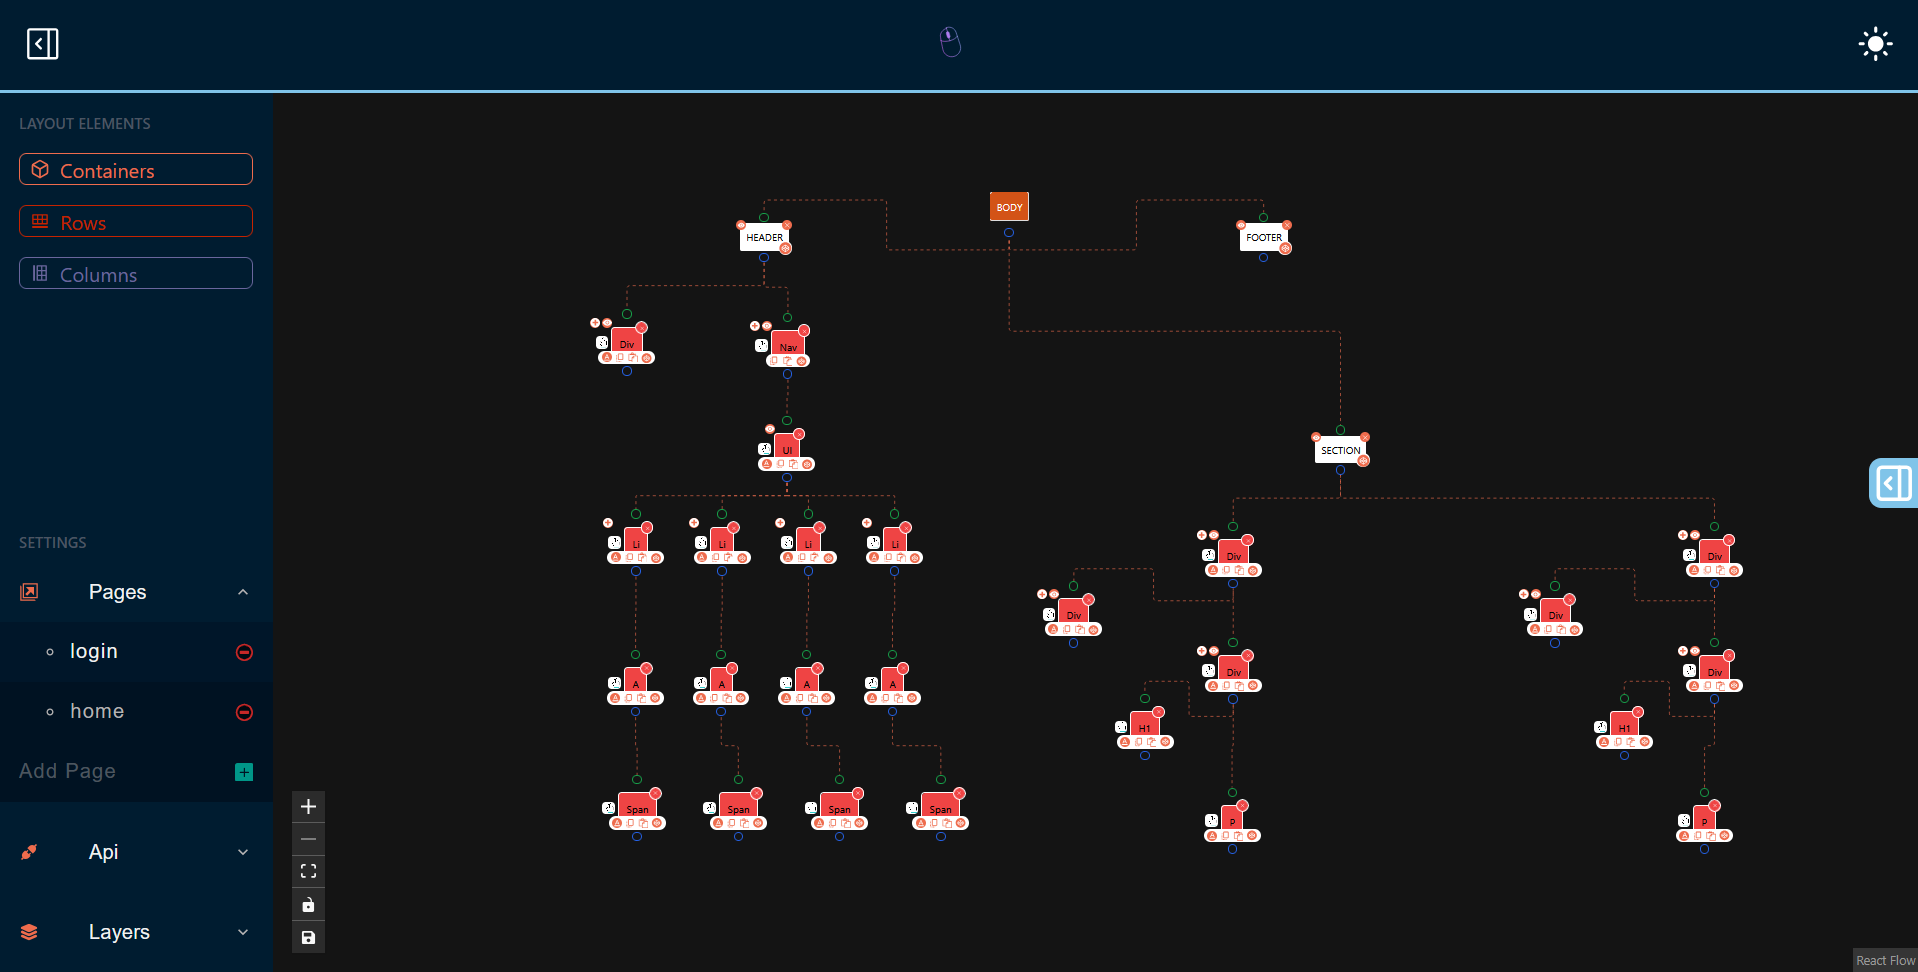 LAYOUT ELEMENTS
Containers
Rows
Columns
SETTINGS
Pages
login
home
Add Page
Api
Layers
BODY
HEADER
FOOTER
Div
Nav
Ul
SECTION
Li
Li
Li
Li
Div
Div
Div
Div
A
A
A
A
Div
Div
H1
H1
Span
Span
Span
Span
P
P
React Flow